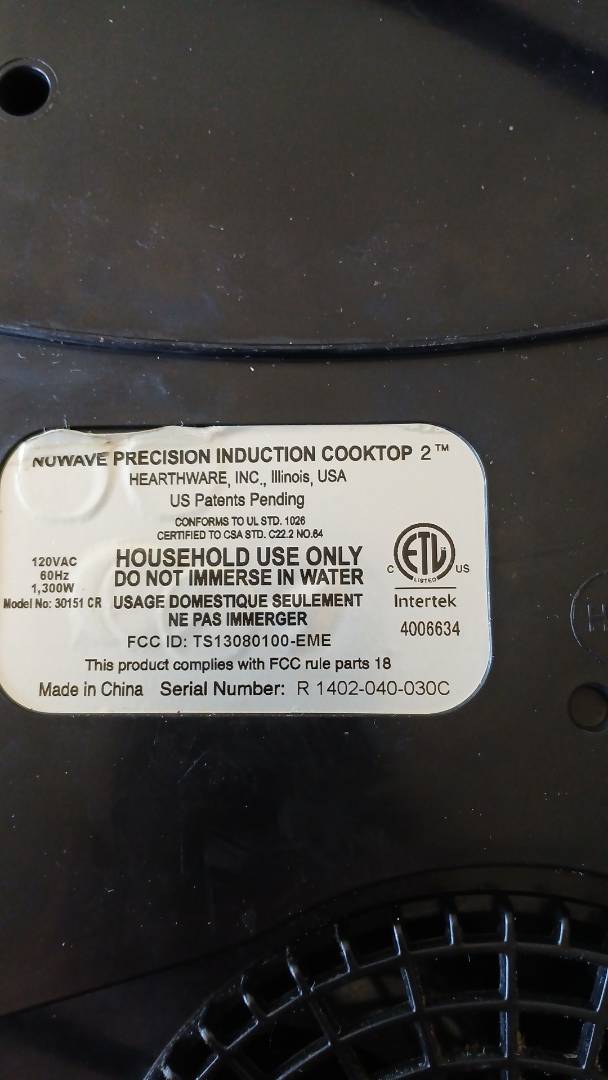 NUWAVE PRECISION INDUCTION COOKTOP 2™
HEARTHWARE, INC., Illinois, USA
US Patents Pending
CONFORMS TO UL STD. 1026
CERTIFIED TO CSA STD. C22.2 NO.64
120VAC
60Hz
1,300W
Model No: 30151 CR
HOUSEHOLD USE ONLY
DO NOT IMMERSE IN WATER
USAGE DOMESTIQUE SEULEMENT
NE PAS IMMERGER
C ETL US
LISTED
Intertek
4006634
FCC ID: TS13080100-EME
This product complies with FCC rule parts 18
Made in China Serial Number: R 1402-040-030C